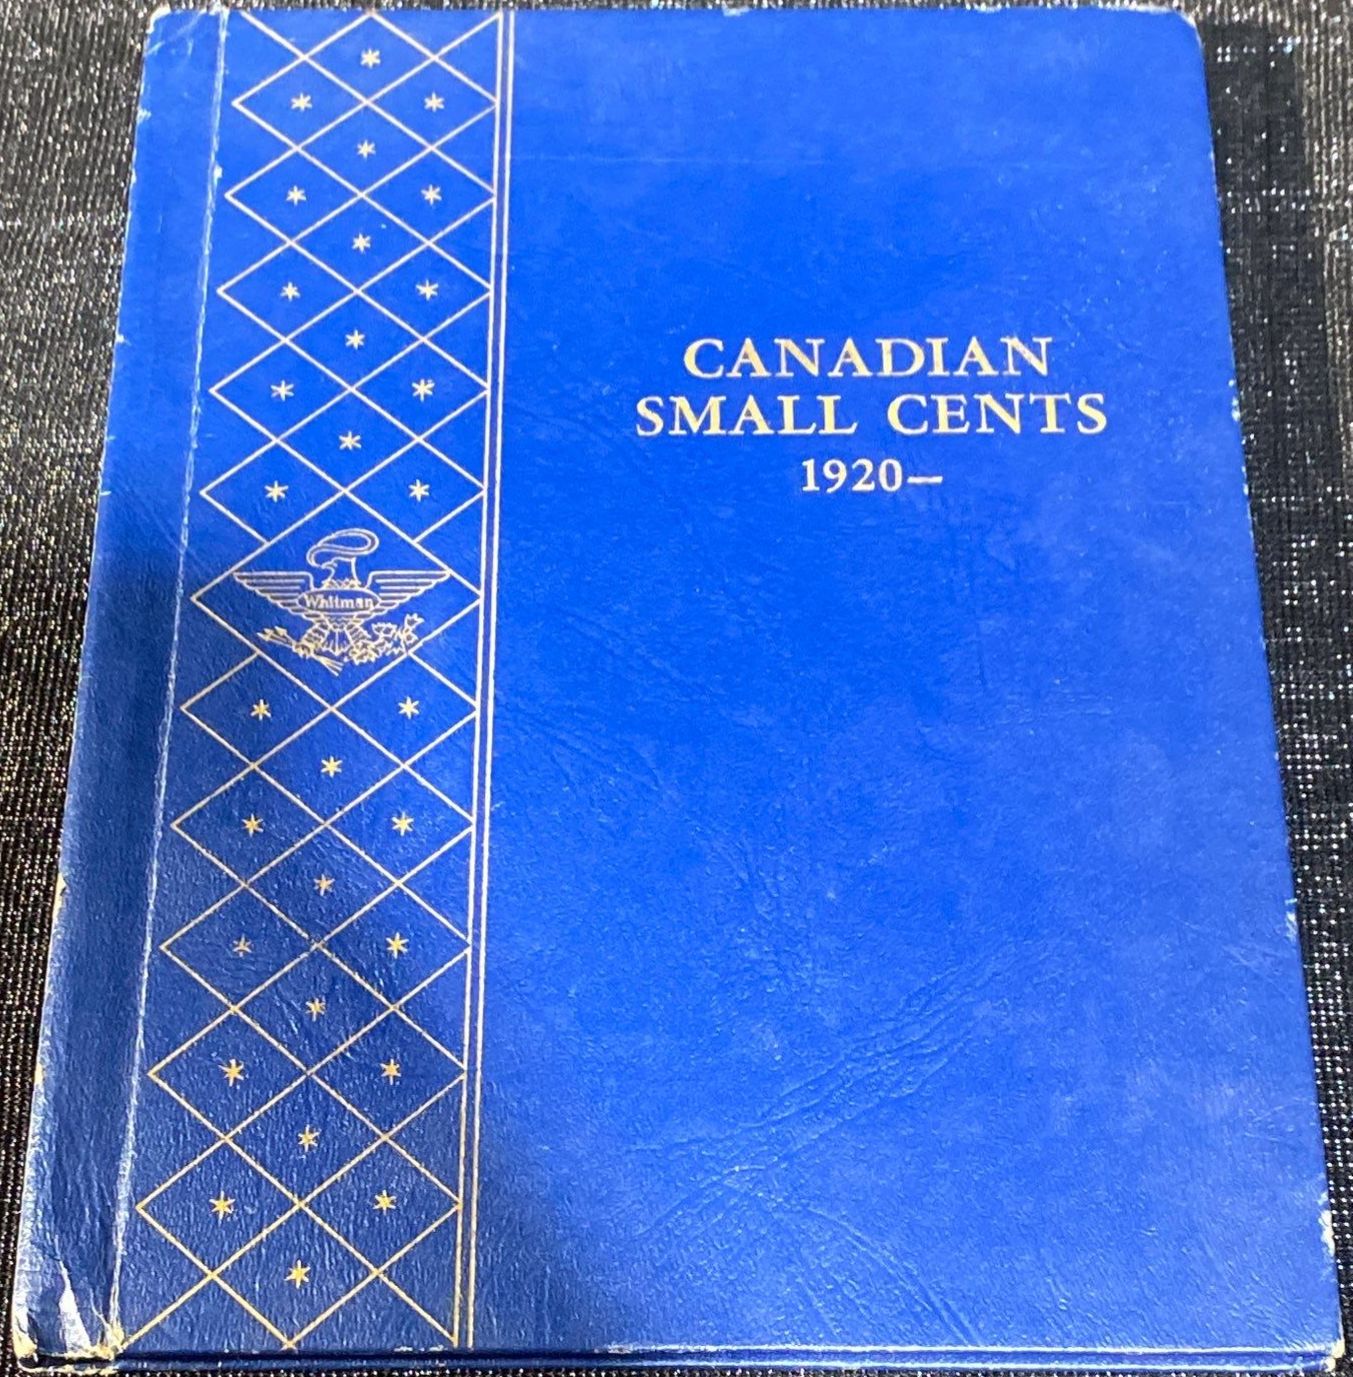 CANADIAN
SMALL CENTS
1920—
Whitman